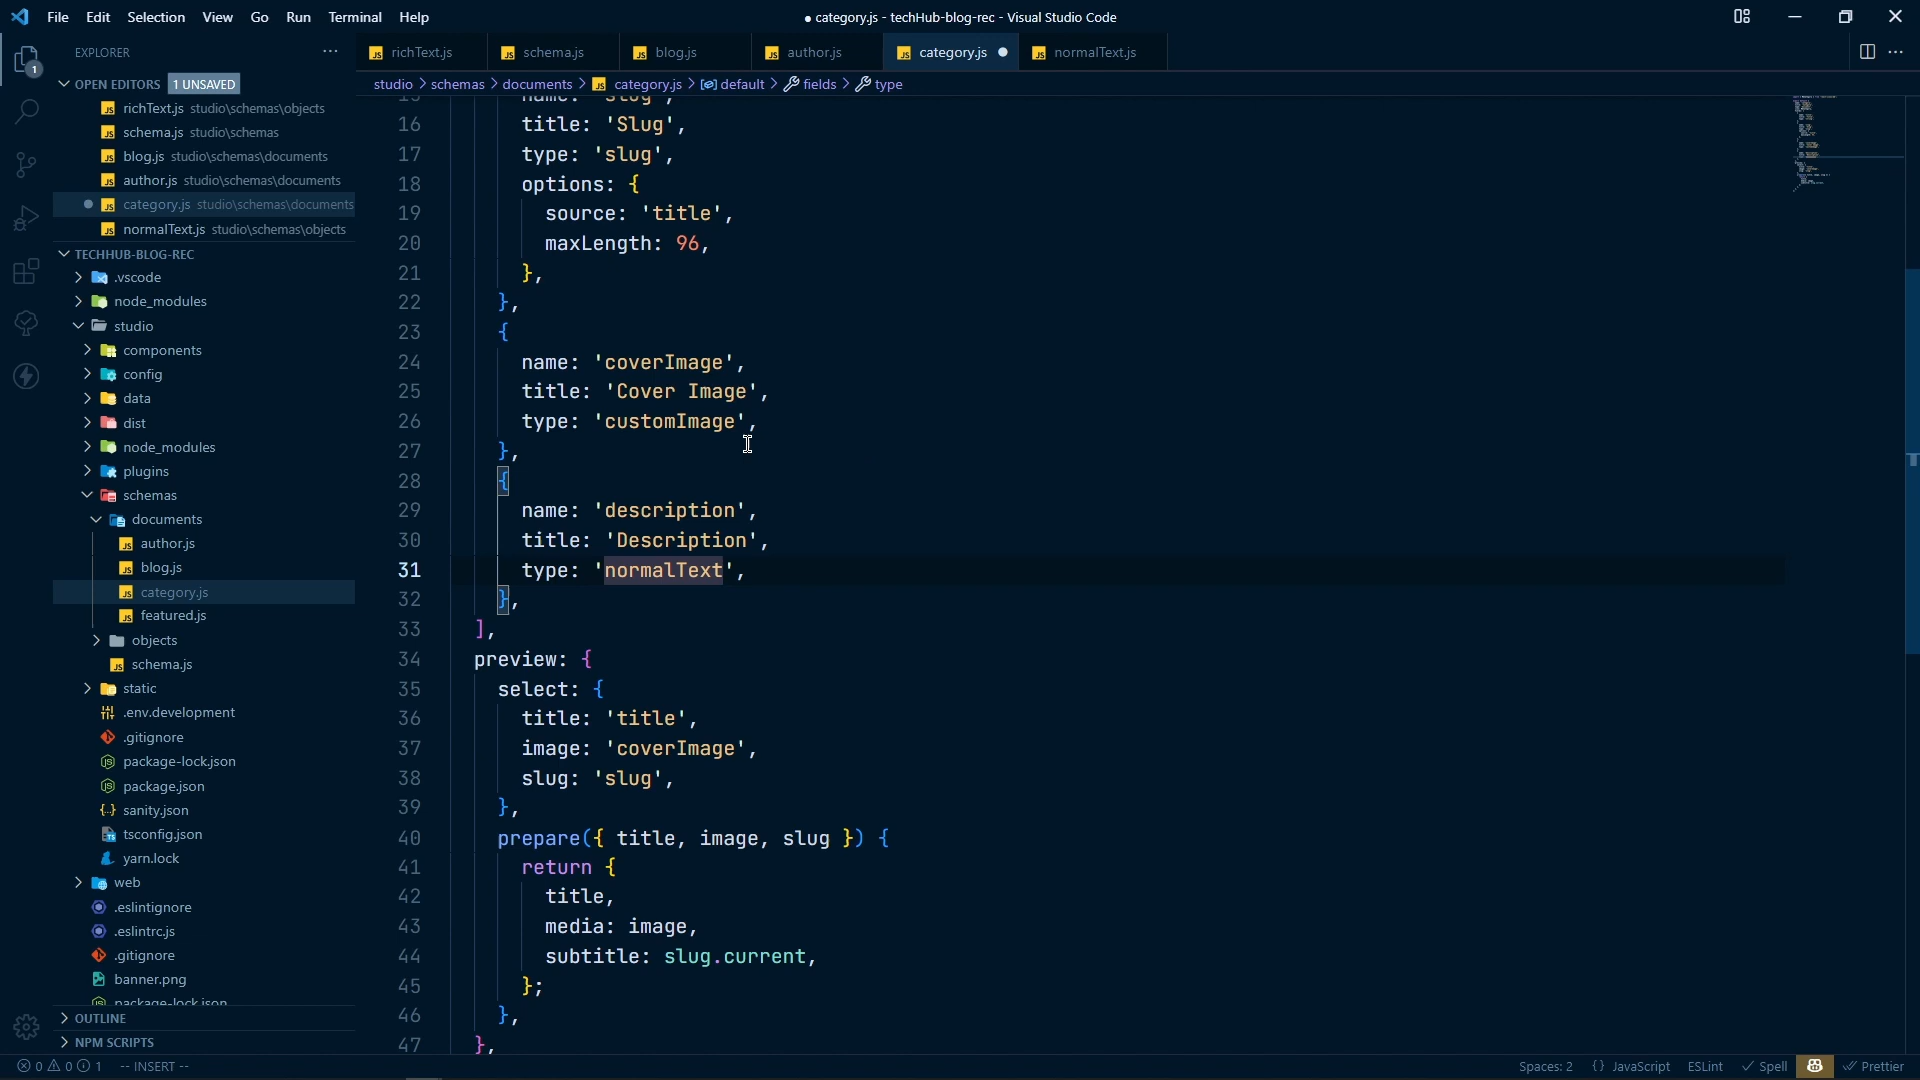 File Edit Selection View Go Run Terminal Help
● category.js - techHub-blog-rec - Visual Studio Code
EXPLORER ···
richText.js schema.js blog.js author.js category.js normalText.js
OPEN EDITORS 1 UNSAVED
studio > schemas > documents > category.js > default > fields > type
1
richText.js studio\schemas\objects
schema.js studio\schemas
blog.js studio\schemas\documents
author.js studio\schemas\documents
category.js studio\schemas\documents
normalText.js studio\schemas\objects
TECHHUB-BLOG-REC
.vscode
node_modules
studio
components
config
data
dist
node_modules
plugins
schemas
documents
author.js
blog.js
category.js
featured.js
objects
schema.js
static
.env.development
.gitignore
package-lock.json
package.json
sanity.json
tsconfig.json
yarn.lock
web
.eslintignore
.eslintrc.js
.gitignore
banner.png
package-lock.json
OUTLINE
NPM SCRIPTS
15 name: 'slug',
16 title: 'Slug',
17 type: 'slug',
18 options: {
19 source: 'title',
20 maxLength: 96,
21 },
22 },
23 {
24 name: 'coverImage',
25 title: 'Cover Image',
26 type: 'customImage',
27 },
28 {
29 name: 'description',
30 title: 'Description',
31 type: 'normalText',
32 },
33 ],
34 preview: {
35 select: {
36 title: 'title',
37 image: 'coverImage',
38 slug: 'slug',
39 },
40 prepare({ title, image, slug }) {
41 return {
42 title,
43 media: image,
44 subtitle: slug.current,
45 };
46 },
47 },
0 0 1 -- INSERT -- Spaces: 2 {} JavaScript ESLint Spell Prettier